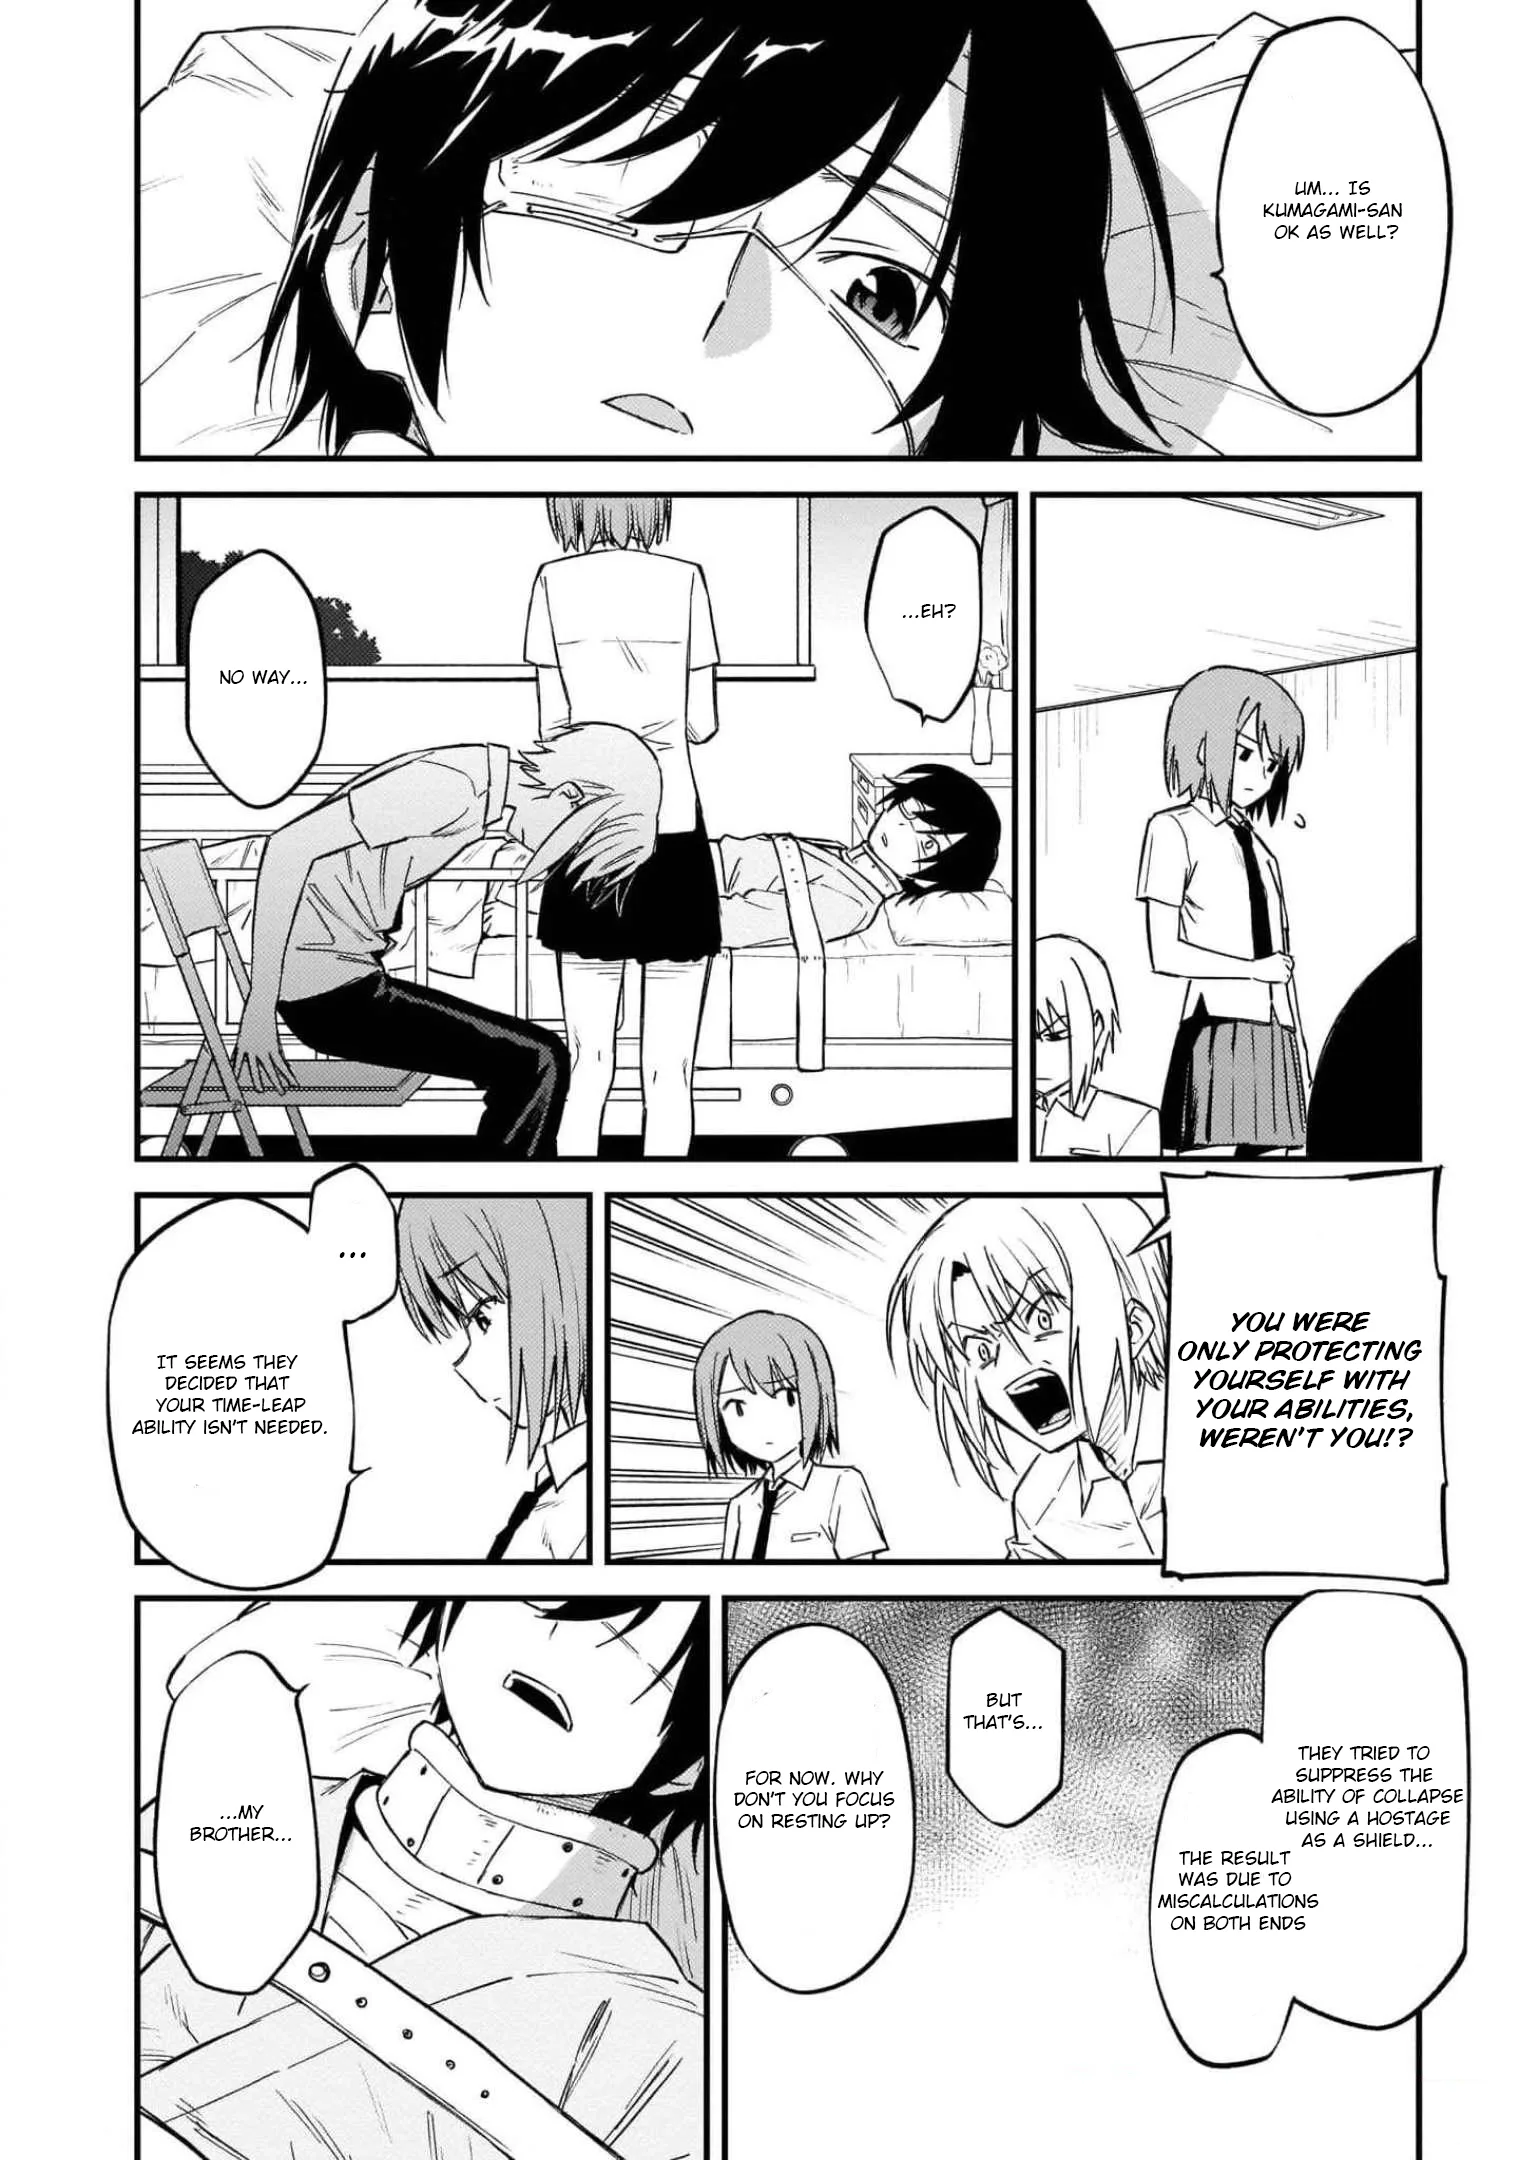 UM... IS
KUMAGAMI-SAN
OK AS WELL?
...EH?
NO WAY...
YOU WERE
ONLY PROTECTING
YOURSELF WITH
YOUR ABILITIES,
WEREN'T YOU!?
...
IT SEEMS THEY
DECIDED THAT
YOUR TIME-LEAP
ABILITY ISN'T NEEDED.
THEY TRIED TO
SUPPRESS THE
ABILITY OF COLLAPSE
USING A HOSTAGE
AS A SHIELD...
THE RESULT
WAS DUE TO
MISCALCULATIONS
ON BOTH ENDS
BUT
THAT'S...
FOR NOW. WHY
DON'T YOU FOCUS
ON RESTING UP?
...MY
BROTHER...